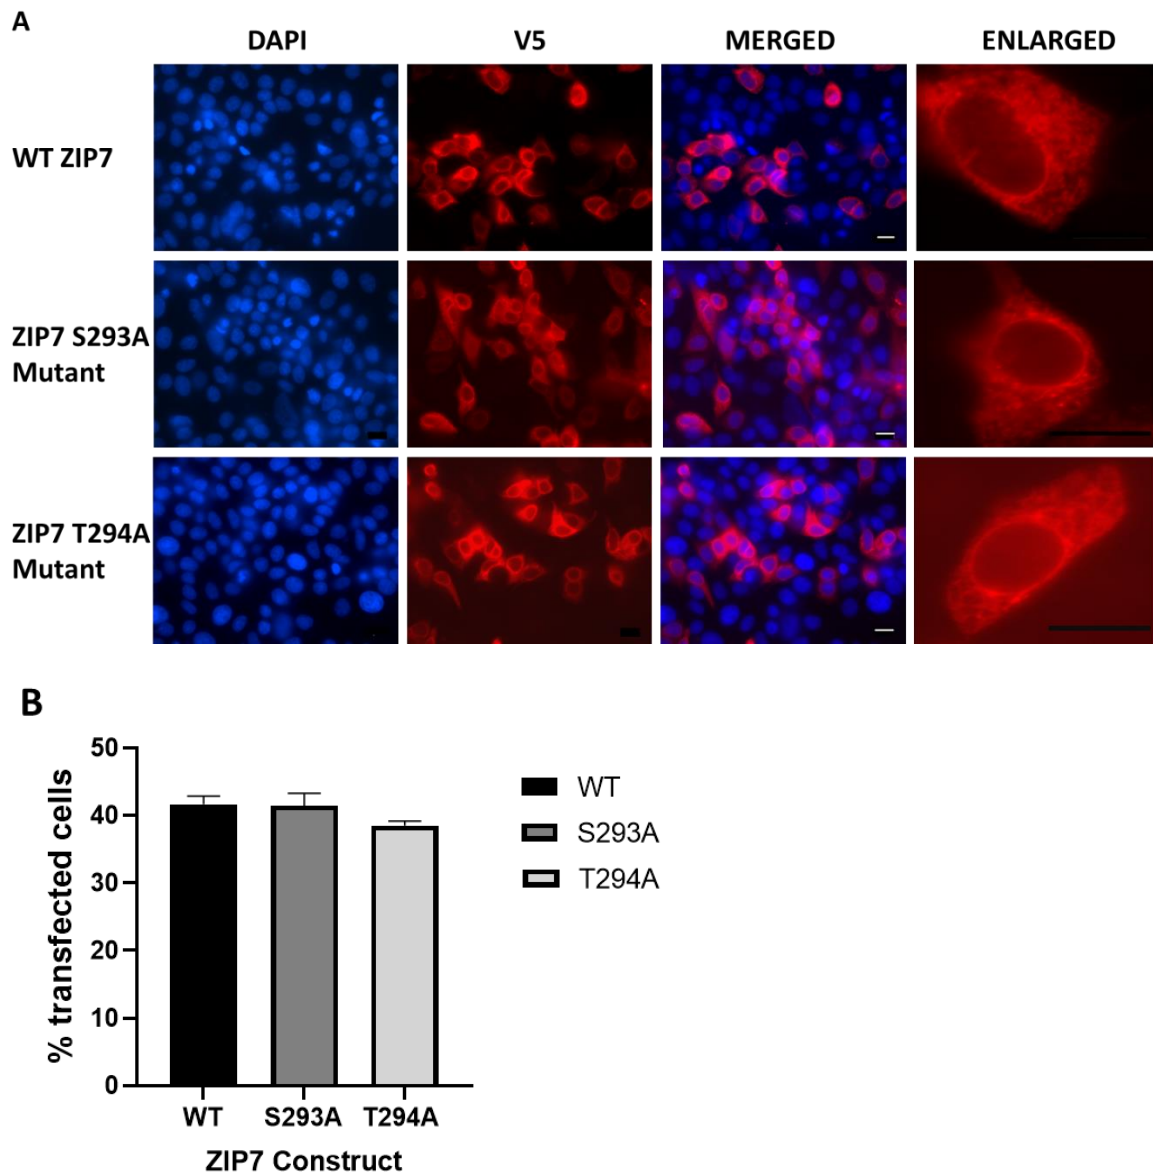 A
DAPI V5 MERGED ENLARGED
WT ZIP7
ZIP7 S293A
Mutant
ZIP7 T294A
Mutant
B
% transfected cells
50
40
30
20
10
0
WT S293A T294A
ZIP7 Construct
WT
S293A
T294A